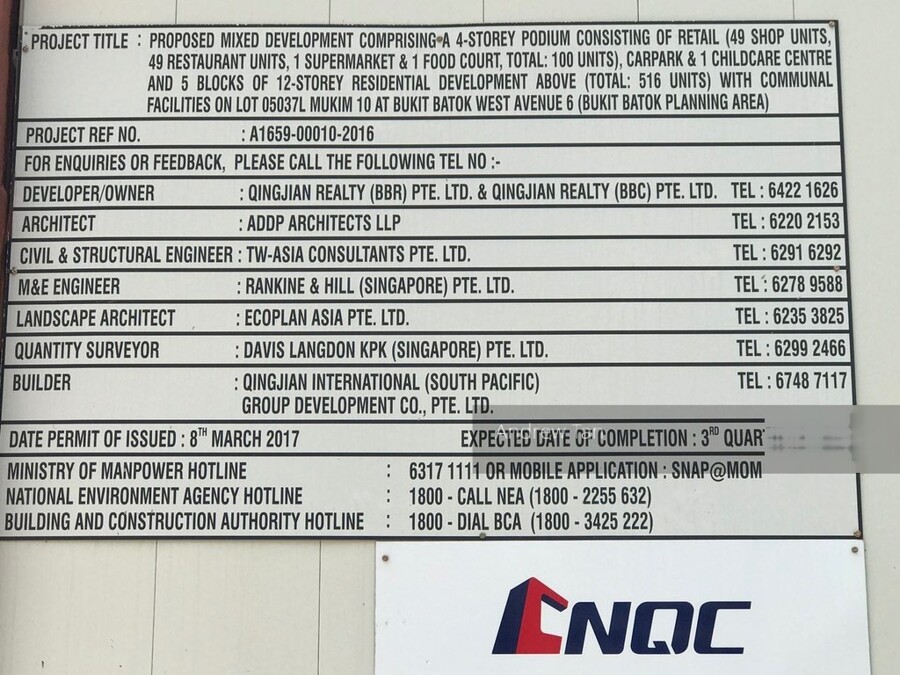 PROJECT TITLE : PROPOSED MIXED DEVELOPMENT COMPRISING A 4-STOREY PODIUM CONSISTING OF RETAIL (49 SHOP UNITS,
49 RESTAURANT UNITS, 1 SUPERMARKET & 1 FOOD COURT, TOTAL: 100 UNITS), CARPARK & 1 CHILDCARE CENTRE
AND 5 BLOCKS OF 12-STOREY RESIDENTIAL DEVELOPMENT ABOVE (TOTAL: 516 UNITS) WITH COMMUNAL
FACILITIES ON LOT 05037L MUKIM 10 AT BUKIT BATOK WEST AVENUE 6 (BUKIT BATOK PLANNING AREA)
PROJECT REF NO. : A1659-00010-2016
FOR ENQUIRIES OR FEEDBACK, PLEASE CALL THE FOLLOWING TEL NO :-
DEVELOPER/OWNER : QINGJIAN REALTY (BBR) PTE. LTD. & QINGJIAN REALTY (BBC) PTE. LTD. TEL : 6422 1626
ARCHITECT : ADDP ARCHITECTS LLP TEL : 6220 2153
CIVIL & STRUCTURAL ENGINEER : TW-ASIA CONSULTANTS PTE. LTD. TEL : 6291 6292
M&E ENGINEER : RANKINE & HILL (SINGAPORE) PTE. LTD. TEL : 6278 9588
LANDSCAPE ARCHITECT : ECOPLAN ASIA PTE. LTD. TEL : 6235 3825
QUANTITY SURVEYOR : DAVIS LANGDON KPK (SINGAPORE) PTE. LTD. TEL : 6299 2466
BUILDER : QINGJIAN INTERNATIONAL (SOUTH PACIFIC) TEL : 6748 7117
GROUP DEVELOPMENT CO., PTE. LTD.
DATE PERMIT OF ISSUED : 8TH MARCH 2017 EXPECTED DATE OF COMPLETION : 3RD QUAR
Andrew Tan
MINISTRY OF MANPOWER HOTLINE : 6317 1111 OR MOBILE APPLICATION : SNAP@MOM
NATIONAL ENVIRONMENT AGENCY HOTLINE : 1800 - CALL NEA (1800 - 2255 632)
BUILDING AND CONSTRUCTION AUTHORITY HOTLINE : 1800 - DIAL BCA (1800 - 3425 222)
CNQC